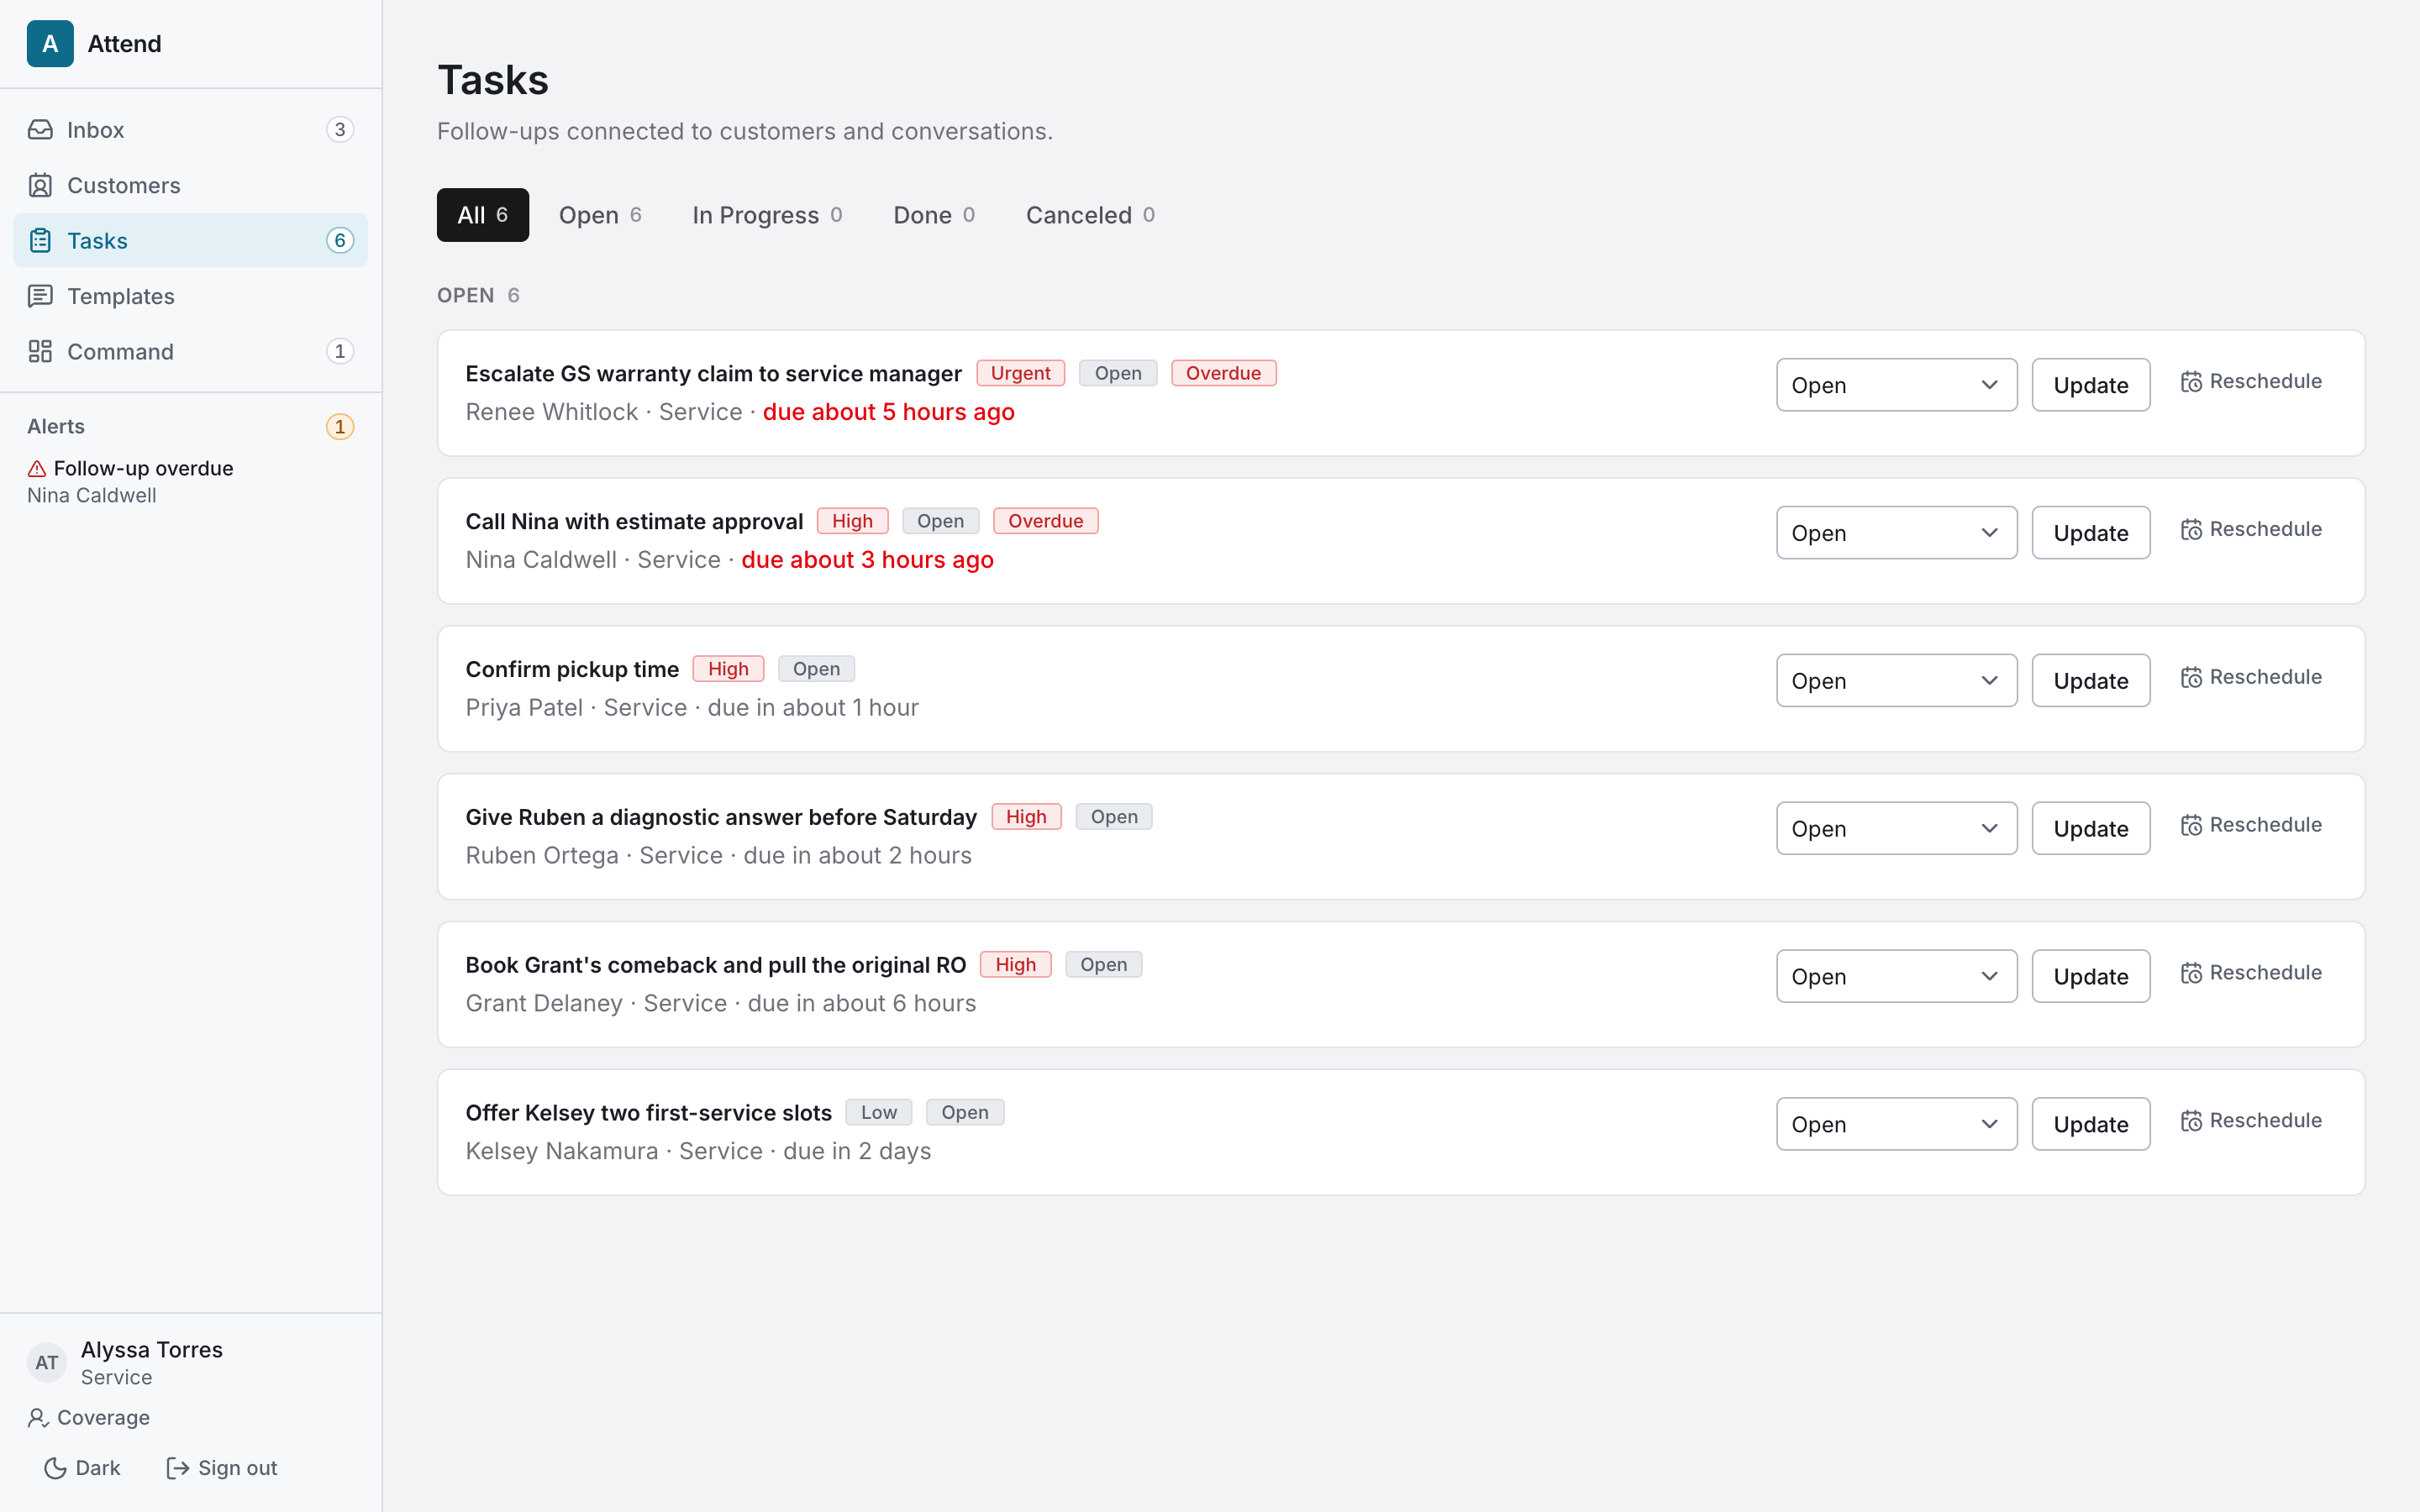 A Attend
Inbox 3
Customers
Tasks 6
Templates
Command 1
Alerts 1
Follow-up overdue
Nina Caldwell
AT Alyssa Torres
Service
Coverage
Dark Sign out
Tasks
Follow-ups connected to customers and conversations.
All 6 Open 6 In Progress 0 Done 0 Canceled 0
OPEN 6
Escalate GS warranty claim to service manager Urgent Open Overdue
Renee Whitlock · Service · due about 5 hours ago
Open Update Reschedule
Call Nina with estimate approval High Open Overdue
Nina Caldwell · Service · due about 3 hours ago
Open Update Reschedule
Confirm pickup time High Open
Priya Patel · Service · due in about 1 hour
Open Update Reschedule
Give Ruben a diagnostic answer before Saturday High Open
Ruben Ortega · Service · due in about 2 hours
Open Update Reschedule
Book Grant's comeback and pull the original RO High Open
Grant Delaney · Service · due in about 6 hours
Open Update Reschedule
Offer Kelsey two first-service slots Low Open
Kelsey Nakamura · Service · due in 2 days
Open Update Reschedule